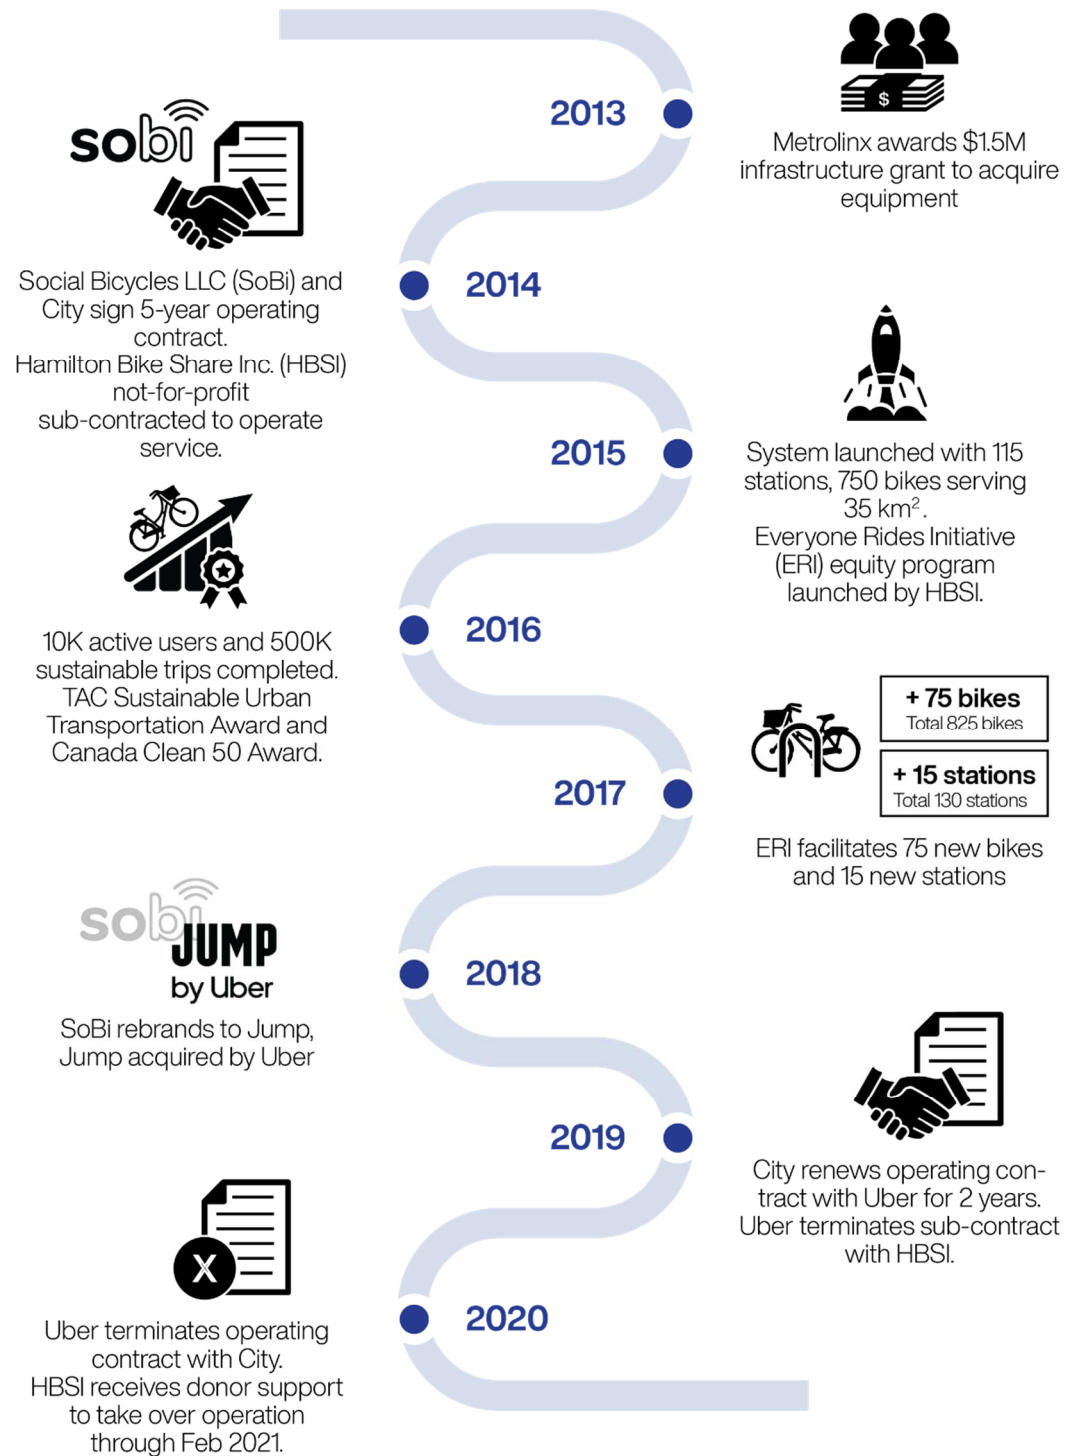 2013
$
Metrolinx awards $1.5M
infrastructure grant to acquire
equipment
sobi
Social Bicycles LLC (SoBi) and
City sign 5-year operating
contract.
Hamilton Bike Share Inc. (HBSI)
not-for-profit
sub-contracted to operate
service.
2014
2015
System launched with 115
stations, 750 bikes serving
35 km².
Everyone Rides Initiative
(ERI) equity program
launched by HBSI.
10K active users and 500K
sustainable trips completed.
TAC Sustainable Urban
Transportation Award and
Canada Clean 50 Award.
2016
2017
+ 75 bikes
Total 825 bikes
+ 15 stations
Total 130 stations
ERI facilitates 75 new bikes
and 15 new stations
sobi
JUMP
by Uber
SoBi rebrands to Jump,
Jump acquired by Uber
2018
2019
City renews operating con-
tract with Uber for 2 years.
Uber terminates sub-contract
with HBSI.
X
Uber terminates operating
contract with City.
HBSI receives donor support
to take over operation
through Feb 2021.
2020